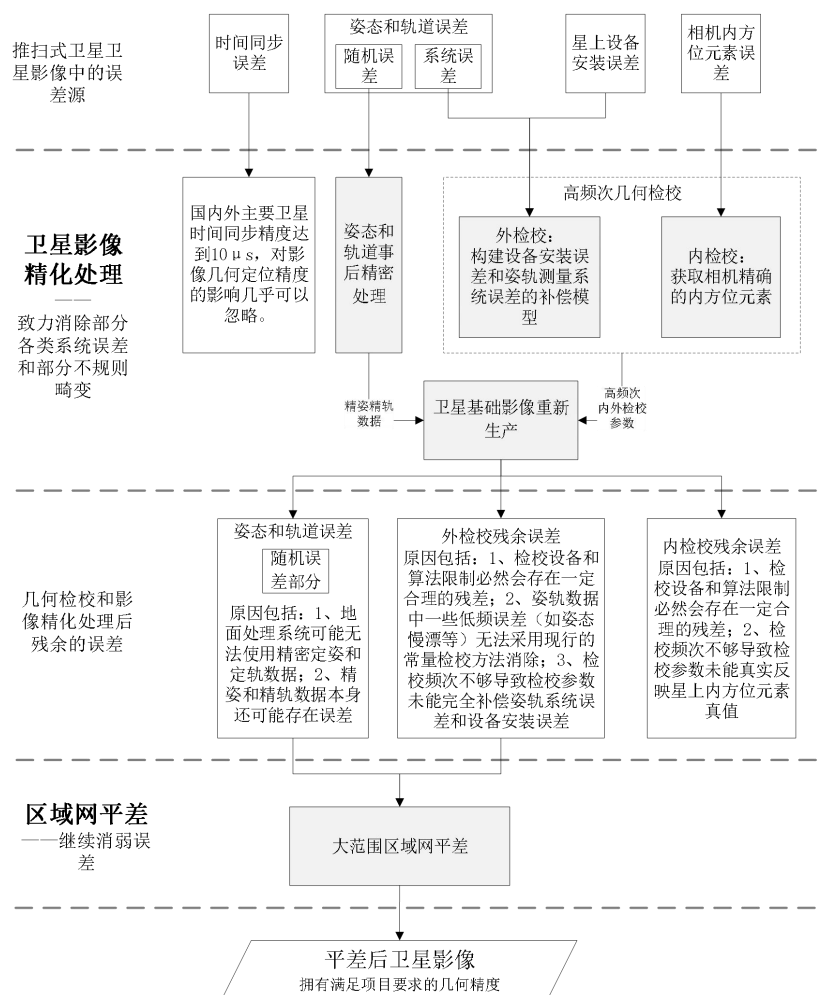 推扫式卫星卫
星影像中的误
差源
时间同步
误差
姿态和轨道误差
随机误
差
系统误
差
星上设备
安装误差
相机内方
位元素误
差
卫星影像
精化处理
——
致力消除部分
各类系统误差
和部分不规则
畸变
国内外主要卫星
时间同步精度达
到10μs，对影
像几何定位精度
的影响几乎可以
忽略。
姿态和
轨道事
后精密
处理
高频次几何检校
外检校：
构建设备安装误
差和姿轨测量系
统误差的补偿模
型
内检校：
获取相机精确
的内方位元素
精姿精轨
数据
卫星基础影像重新
生产
高频次
内外检校
参数
几何检校和影
像精化处理后
残余的误差
姿态和轨道误差
随机误
差部分
原因包括：1、地
面处理系统可能无
法使用精密定姿和
定轨数据；2、精
姿和精轨数据本身
还可能存在误差
外检校残余误差
原因包括：1、检校设备和
算法限制必然会存在一定
合理的残差；2、姿轨数据
中一些低频误差（如姿态
慢漂等）无法采用现行的
常量检校方法消除；3、检
校频次不够导致检校参数
未能完全补偿姿轨系统误
差和设备安装误差
内检校残余误差
原因包括：1、检
校设备和算法限制
必然会存在一定合
理的残差；2、检
校频次不够导致检
校参数未能真实反
映星上内方位元素
真值
区域网平差
——继续消弱误
差
大范围区域网平差
平差后卫星影像
拥有满足项目要求的几何精度